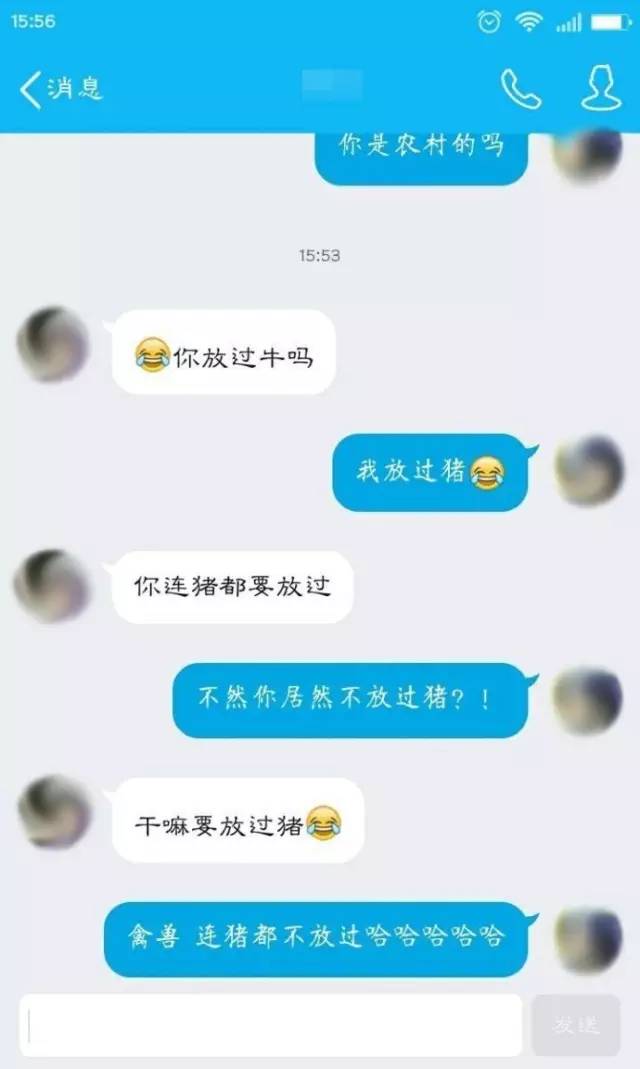 15:56
消息
你是农村的吗
15:53
😂你放过牛吗
我放过猪😂
你连猪都要放过
不然你居然不放过猪？！
干嘛要放过猪😂
禽兽 连猪都不放过哈哈哈哈哈
发送